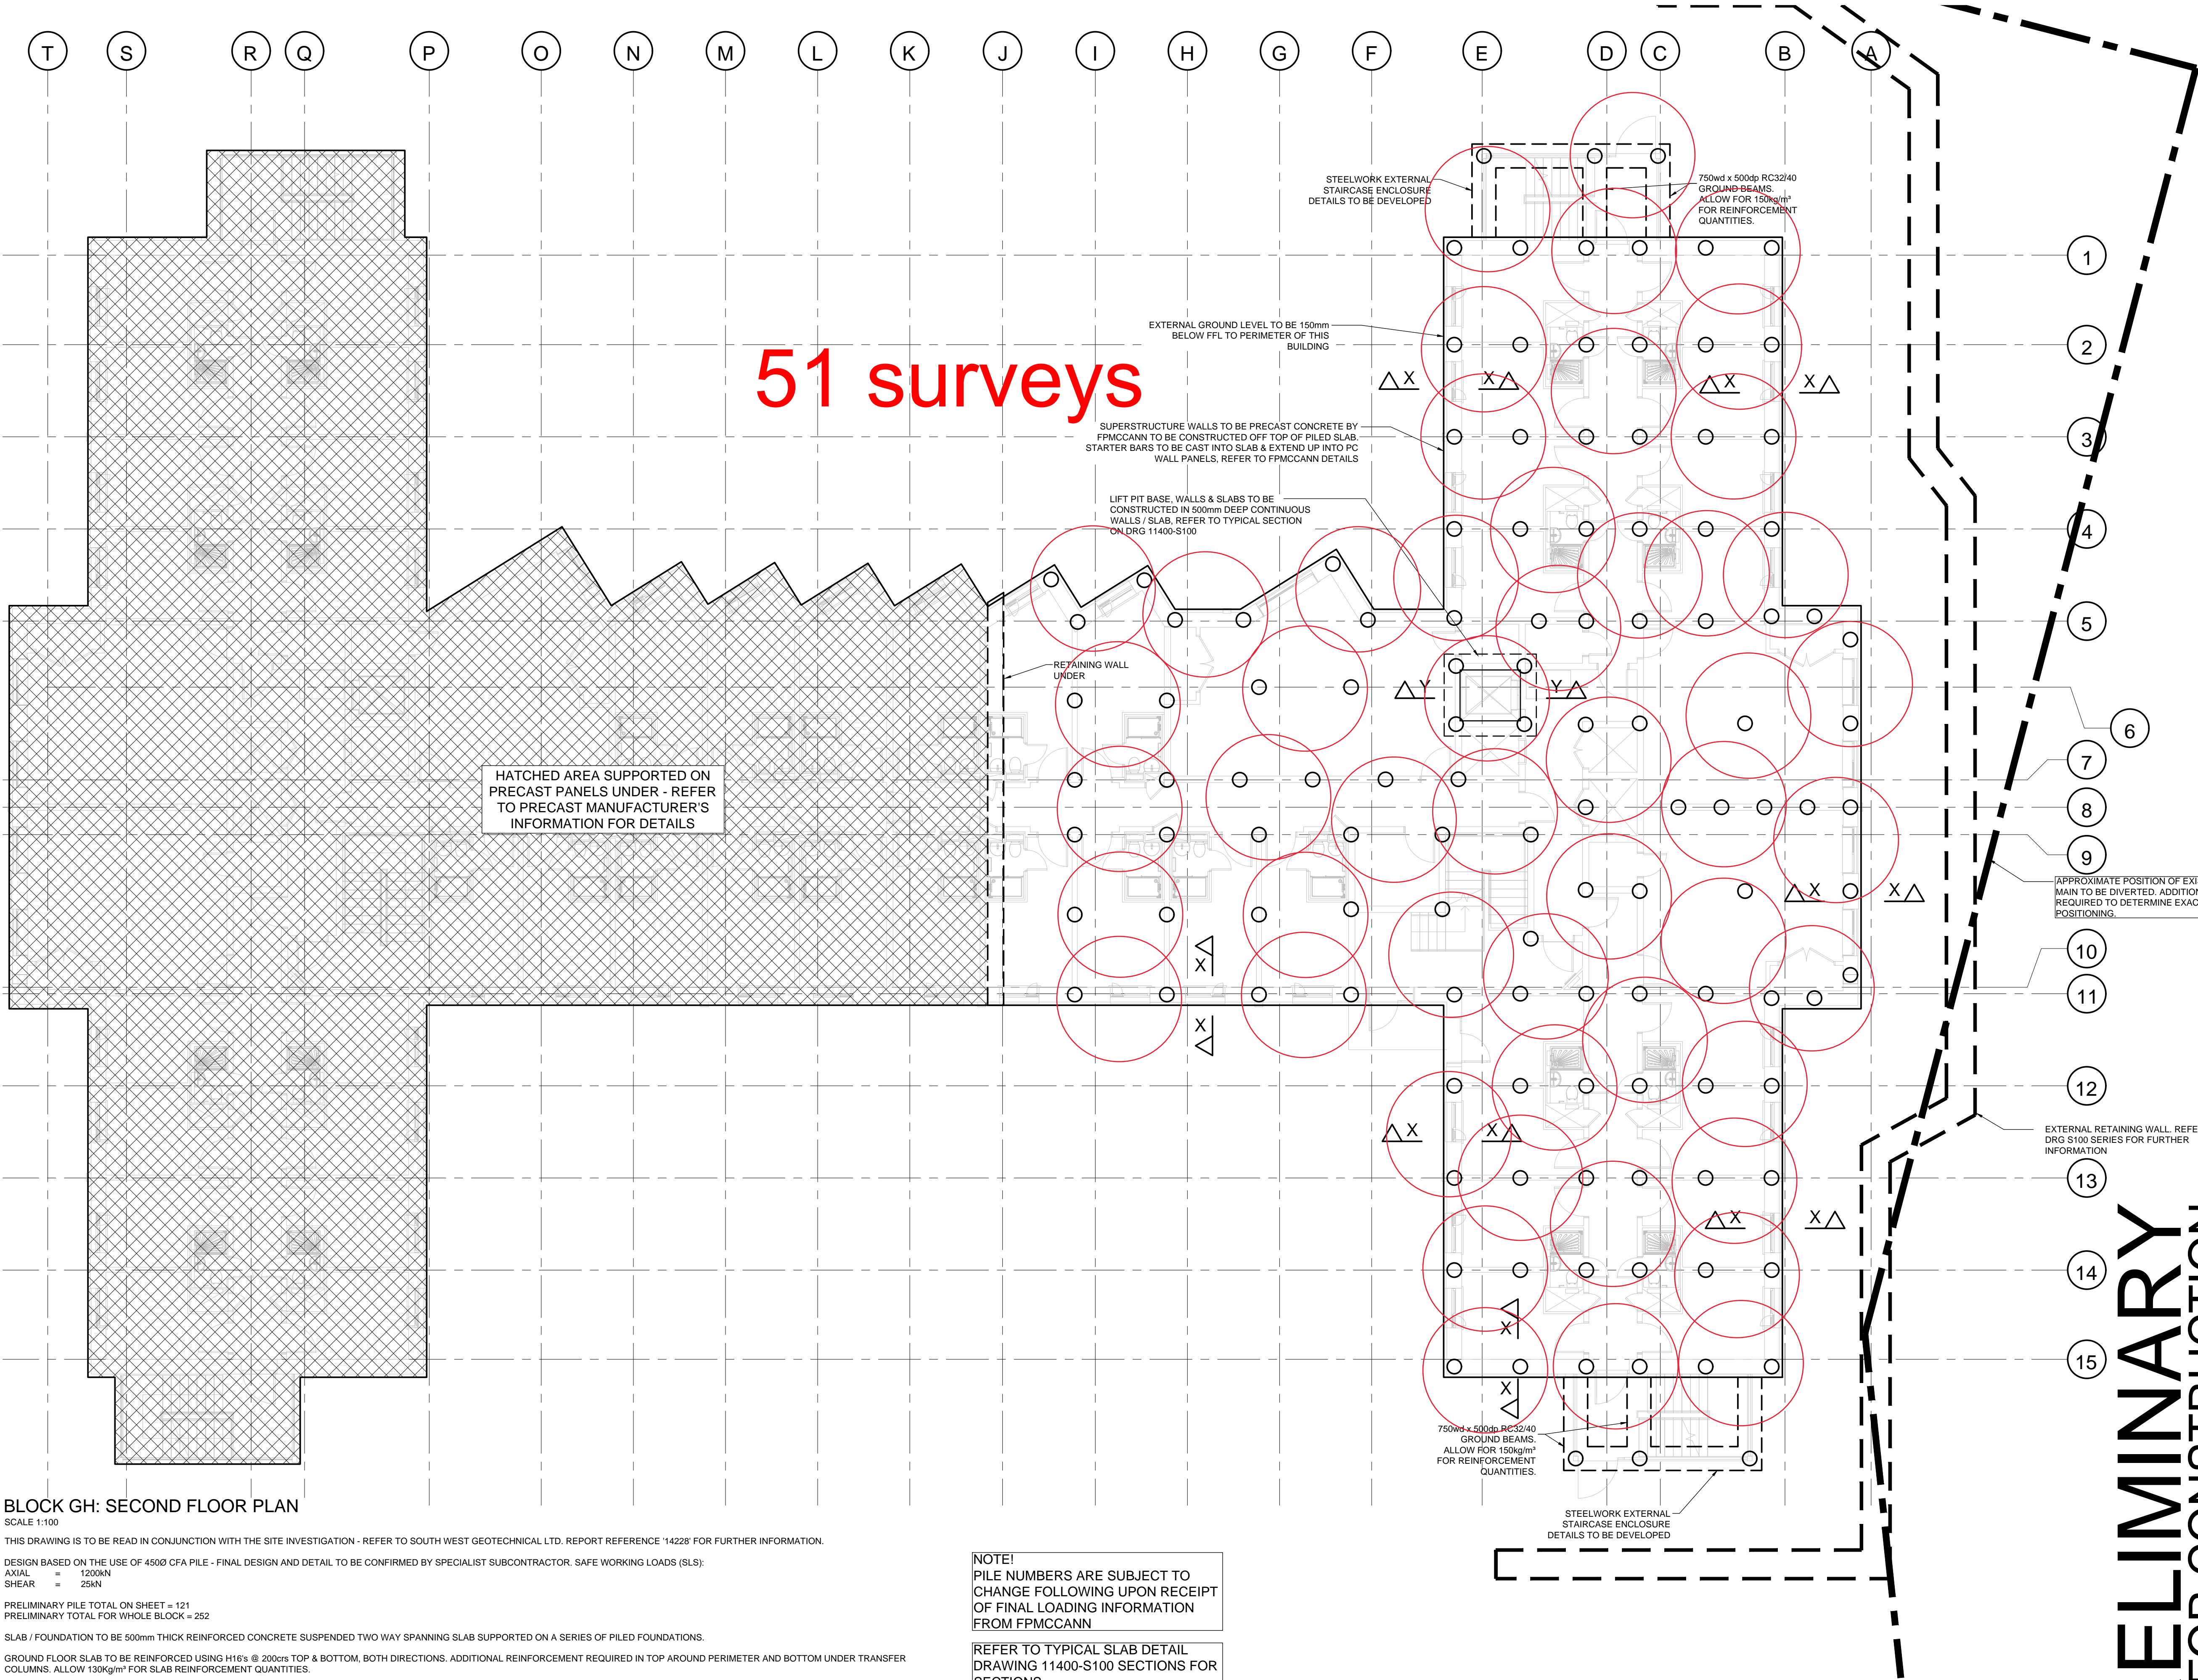 T S R Q P O N M L K J I H G F E D C B A
STEELWORK EXTERNAL
STAIRCASE ENCLOSURE
DETAILS TO BE DEVELOPED
750wd x 500dp RC32/40
GROUND BEAMS.
ALLOW FOR 150kg/m³
FOR REINFORCEMENT
QUANTITIES.
1
EXTERNAL GROUND LEVEL TO BE 150mm
BELOW FFL TO PERIMETER OF THIS
BUILDING
2
51 surveys
X X X X
SUPERSTRUCTURE WALLS TO BE PRECAST CONCRETE BY
FPMCCANN TO BE CONSTRUCTED OFF TOP OF PILED SLAB.
STARTER BARS TO BE CAST INTO SLAB & EXTEND UP INTO PC
WALL PANELS, REFER TO FPMCCANN DETAILS
3
LIFT PIT BASE, WALLS & SLABS TO BE
CONSTRUCTED IN 500mm DEEP CONTINUOUS
WALLS / SLAB, REFER TO TYPICAL SECTION
ON DRG 11400-S100
4
5
RETAINING WALL
UNDER
Y Y
6
7
HATCHED AREA SUPPORTED ON
PRECAST PANELS UNDER - REFER
TO PRECAST MANUFACTURER'S
INFORMATION FOR DETAILS
8
9
APPROXIMATE POSITION OF
MAIN TO BE DIVERTED.
REQUIRED TO DETERMINE
POSITIONING.
X X
X
10
11
X
12
X X
EXTERNAL RETAINING WALL.
DRG S100 SERIES FOR FURTHER
INFORMATION
13
X X
14
X
15
X
750wd x 500dp RC32/40
GROUND BEAMS.
ALLOW FOR 150kg/m³
FOR REINFORCEMENT
QUANTITIES.
STEELWORK EXTERNAL
STAIRCASE ENCLOSURE
DETAILS TO BE DEVELOPED
BLOCK GH: SECOND FLOOR PLAN
SCALE 1:100
THIS DRAWING IS TO BE READ IN CONJUNCTION WITH THE SITE INVESTIGATION - REFER TO SOUTH WEST GEOTECHNICAL LTD. REPORT REFERENCE '14228' FOR FURTHER INFORMATION.
DESIGN BASED ON THE USE OF 450Ø CFA PILE - FINAL DESIGN AND DETAIL TO BE CONFIRMED BY SPECIALIST SUBCONTRACTOR. SAFE WORKING LOADS (SLS):
AXIAL = 1200kN
SHEAR = 25kN
PRELIMINARY PILE TOTAL ON SHEET = 121
PRELIMINARY TOTAL FOR WHOLE BLOCK = 252
SLAB / FOUNDATION TO BE 500mm THICK REINFORCED CONCRETE SUSPENDED TWO WAY SPANNING SLAB SUPPORTED ON A SERIES OF PILED FOUNDATIONS.
GROUND FLOOR SLAB TO BE REINFORCED USING H16's @ 200crs TOP & BOTTOM, BOTH DIRECTIONS. ADDITIONAL REINFORCEMENT REQUIRED IN TOP AROUND PERIMETER AND BOTTOM UNDER TRANSFER
COLUMNS. ALLOW 130Kg/m³ FOR SLAB REINFORCEMENT QUANTITIES.
NOTE!
PILE NUMBERS ARE SUBJECT TO
CHANGE FOLLOWING UPON RECEIPT
OF FINAL LOADING INFORMATION
FROM FPMCCANN
REFER TO TYPICAL SLAB DETAIL
DRAWING 11400-S100 SECTIONS FOR
SECTIONS
ELIMINARY
FOR CONSTRUCTION